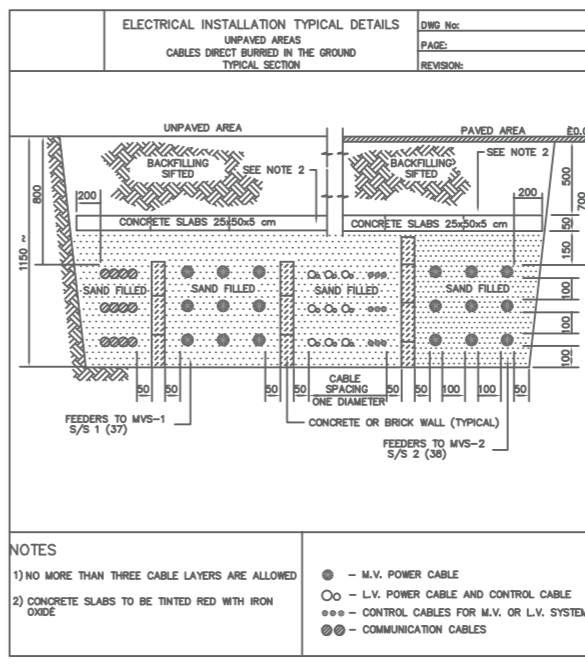 ELECTRICAL INSTALLATION TYPICAL DETAILS
UNPAVED AREAS
CABLES DIRECT BURRIED IN THE GROUND
TYPICAL SECTION
DWG No:
PAGE:
REVISION:
UNPAVED AREA
PAVED AREA
BACKFILLING
SIFTED
SEE NOTE 2
BACKFILLING
SIFTED
SEE NOTE 2
800
200
200
500
700
CONCRETE SLABS 25x50x5 cm
CONCRETE SLABS 25x50x5 cm
50
150
1150 ~
SAND FILLED
SAND FILLED
SAND FILLED
SAND FILLED
100
100
100
50
50
50
CABLE
SPACING
ONE DIAMETER
50
50
50
100
100
50
FEEDERS TO MVS-1
S/S 1 (37)
CONCRETE OR BRICK WALL (TYPICAL)
FEEDERS TO MVS-2
S/S 2 (38)
NOTES
1) NO MORE THAN THREE CABLE LAYERS ARE ALLOWED
2) CONCRETE SLABS TO BE TINTED RED WITH IRON
OXIDE
– M.V. POWER CABLE
– L.V. POWER CABLE AND CONTROL CABLE
– CONTROL CABLES FOR M.V. OR L.V. SYSTEM
– COMMUNICATION CABLES